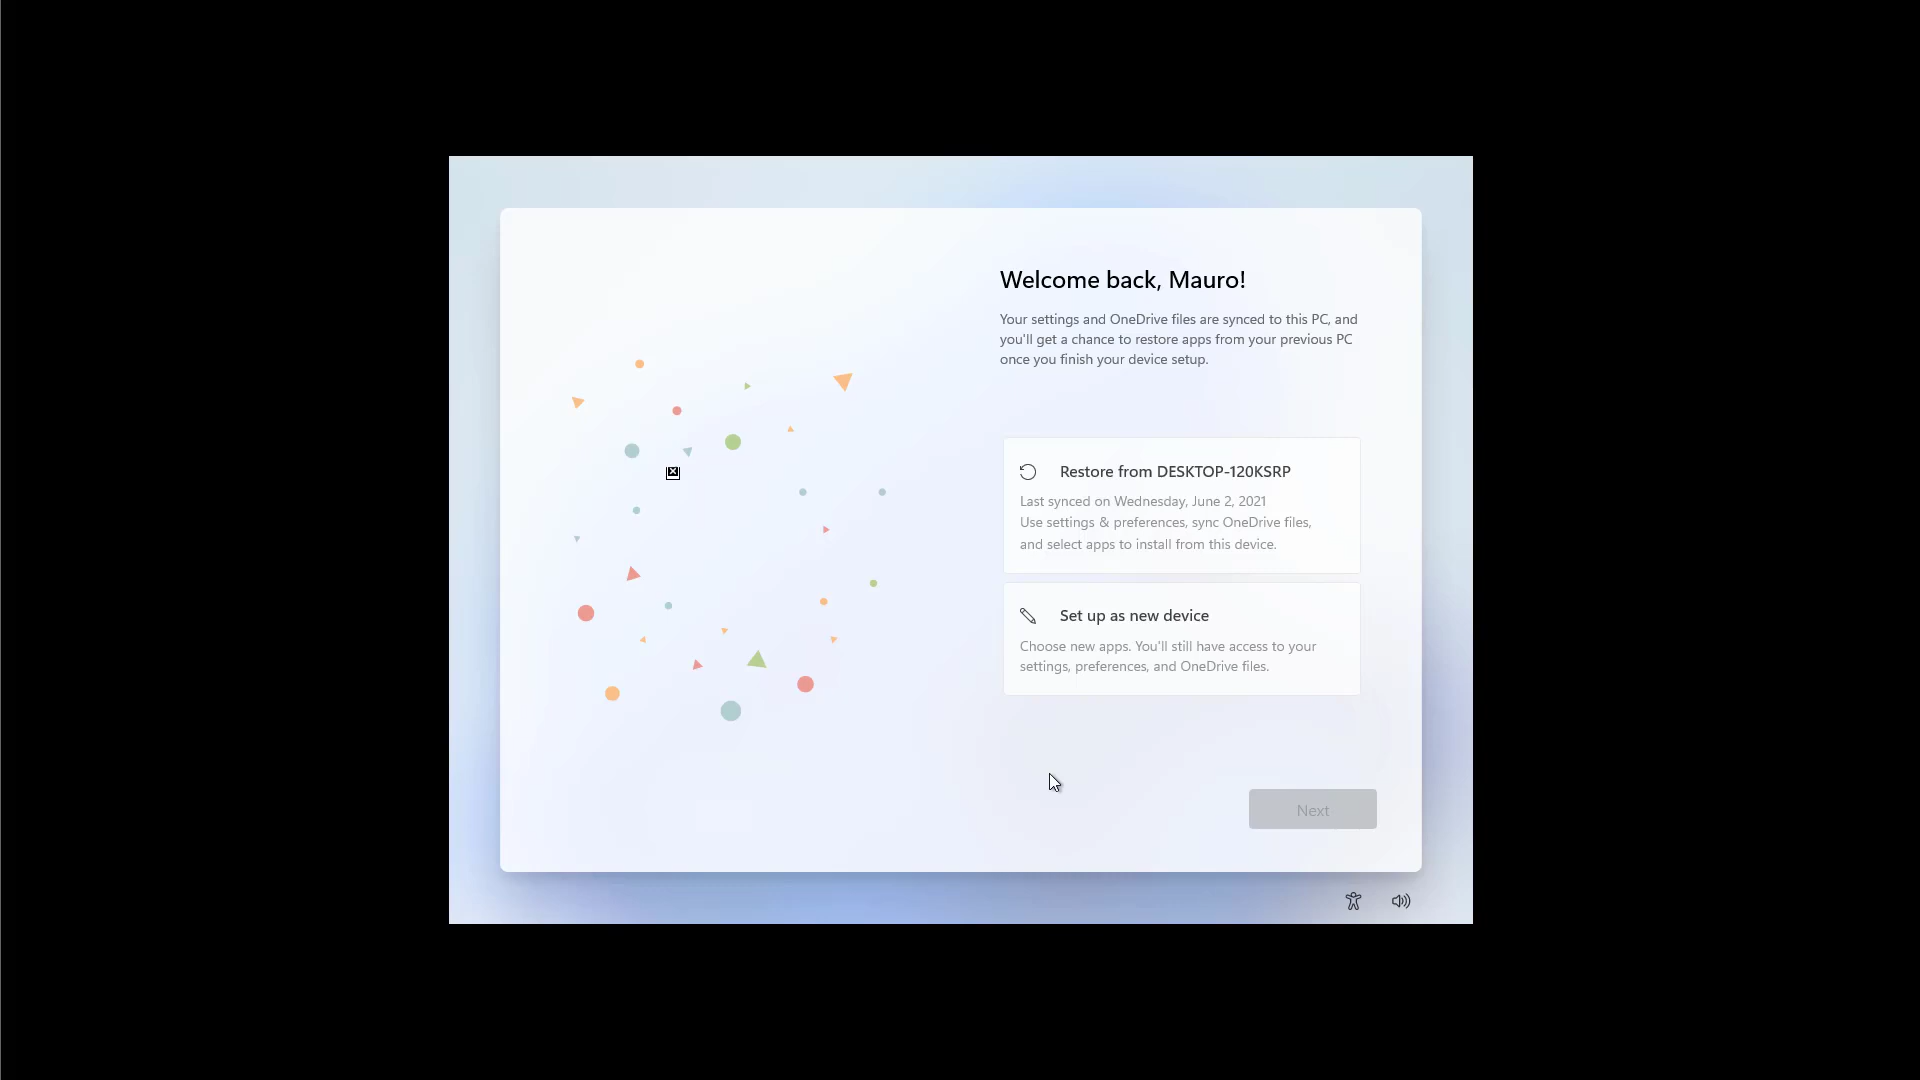 Welcome back, Mauro!
Your settings and OneDrive files are synced to this PC, and
you'll get a chance to restore apps from your previous PC
once you finish your device setup.
Restore from DESKTOP-120KSRP
Last synced on Wednesday, June 2, 2021
Use settings & preferences, sync OneDrive files,
and select apps to install from this device.
Set up as new device
Choose new apps. You'll still have access to your
settings, preferences, and OneDrive files.
Next